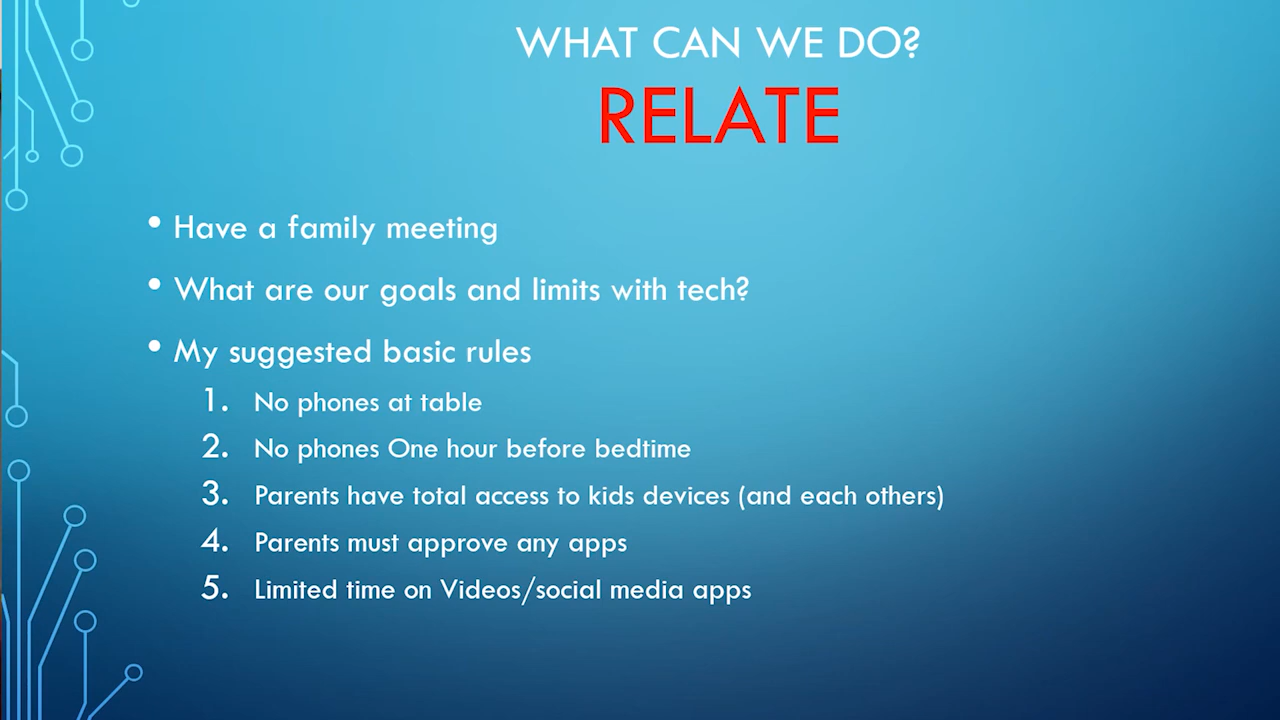 WHAT CAN WE DO?
RELATE
• Have a family meeting
• What are our goals and limits with tech?
• My suggested basic rules
1. No phones at table
2. No phones One hour before bedtime
3. Parents have total access to kids devices (and each others)
4. Parents must approve any apps
5. Limited time on Videos/social media apps